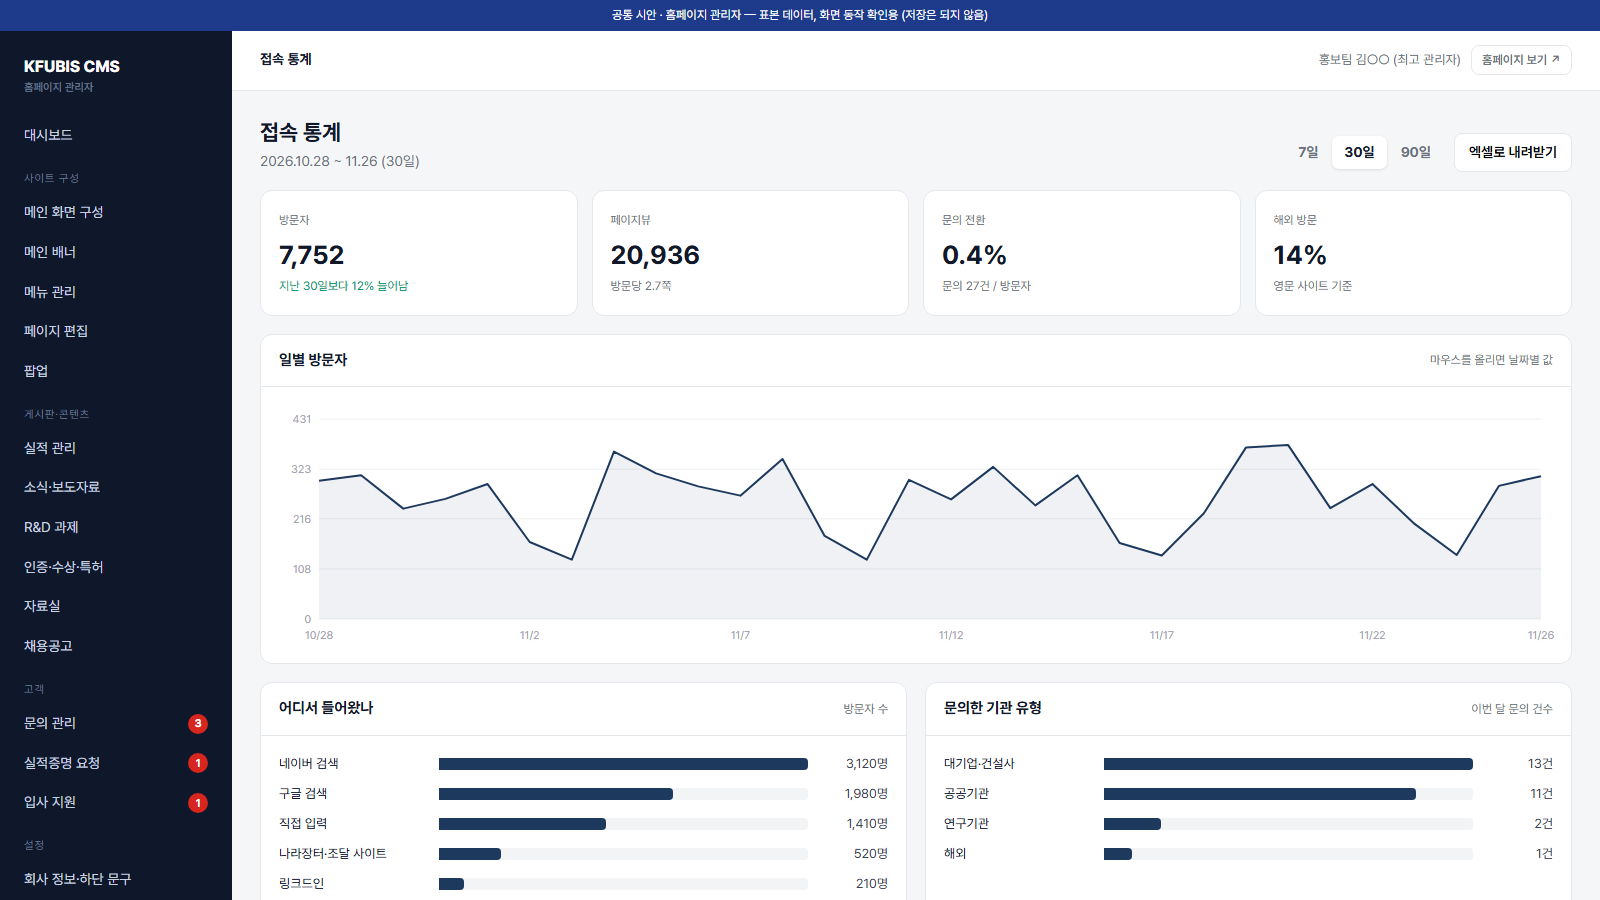 공통 시안 · 홈페이지 관리자 — 표본 데이터, 화면 동작 확인용 (저장은 되지 않음)
KFUBIS CMS
홈페이지 관리자
대시보드
사이트 구성
메인 화면 구성
메인 배너
메뉴 관리
페이지 편집
팝업
게시판·콘텐츠
실적 관리
소식·보도자료
R&D 과제
인증·수상·특허
자료실
채용공고
고객
문의 관리 3
실적증명 요청 1
입사 지원 1
설정
회사 정보·하단 문구
접속 통계
홍보팀 김○○ (최고 관리자)
홈페이지 보기 ↗
접속 통계
2026.10.28 ~ 11.26 (30일)
7일 30일 90일
엑셀로 내려받기
방문자
7,752
지난 30일보다 12% 늘어남
페이지뷰
20,936
방문당 2.7쪽
문의 전환
0.4%
문의 27건 / 방문자
해외 방문
14%
영문 사이트 기준
일별 방문자
마우스를 올리면 날짜별 값
431
323
216
108
0
10/28 11/2 11/7 11/12 11/17 11/22 11/26
어디서 들어왔나 방문자 수
네이버 검색 3,120명
구글 검색 1,980명
직접 입력 1,410명
나라장터·조달 사이트 520명
링크드인 210명
문의한 기관 유형 이번 달 문의 건수
대기업·건설사 13건
공공기관 11건
연구기관 2건
해외 1건